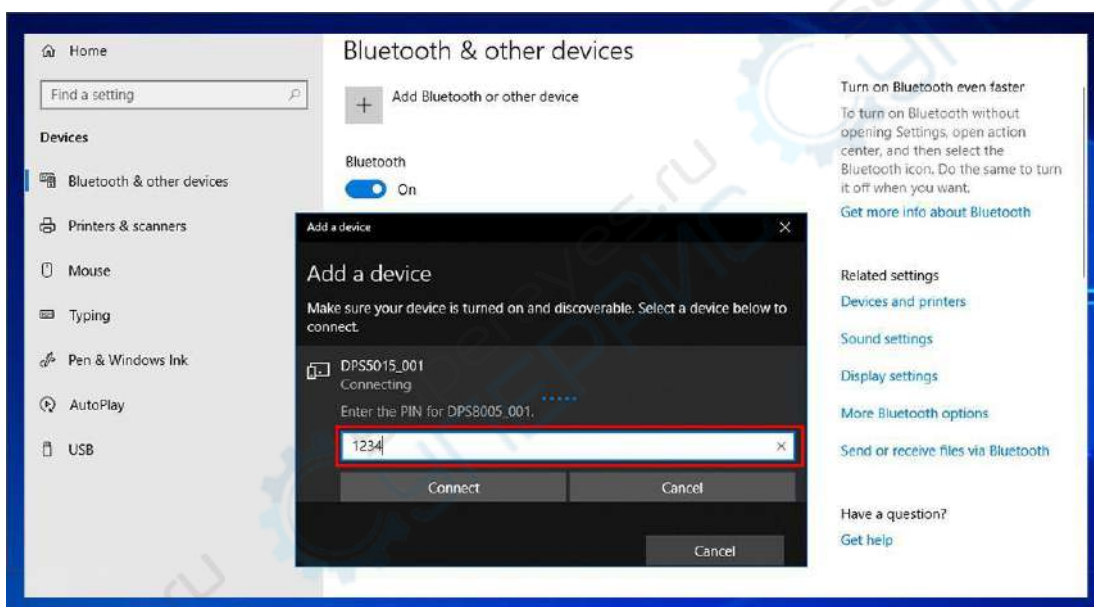 Home
Find a setting
Devices
Bluetooth & other devices
Printers & scanners
Mouse
Typing
Pen & Windows Ink
AutoPlay
USB
Bluetooth & other devices
Add Bluetooth or other device
Bluetooth
On
Add a device
Add a device
Make sure your device is turned on and discoverable. Select a device below to
connect.
DPS5015_001
Connecting
Enter the PIN for DPS8005_001.
1234
Connect
Cancel
Cancel
Turn on Bluetooth even faster
To turn on Bluetooth without
opening Settings, open action
center, and then select the
Bluetooth icon. Do the same to turn
it off when you want.
Get more info about Bluetooth
Related settings
Devices and printers
Sound settings
Display settings
More Bluetooth options
Send or receive files via Bluetooth
Have a question?
Get help